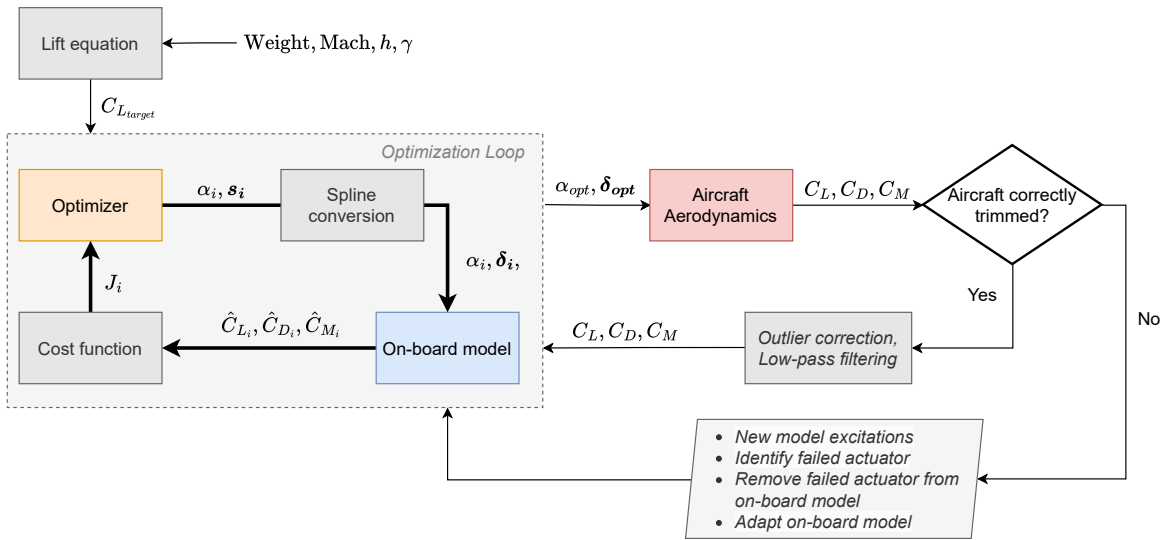 Lift equation
Weight, Mach, h, γ
C_{L_{target}}
Optimization Loop
Optimizer
α_i, s_i
Spline
conversion
α_{opt}, δ_{opt}
Aircraft
Aerodynamics
C_L, C_D, C_M
Aircraft correctly
trimmed?
α_i, δ_i,
J_i
Yes
No
Cost function
Ĉ_{L_i}, Ĉ_{D_i}, Ĉ_{M_i}
On-board model
C_L, C_D, C_M
Outlier correction,
Low-pass filtering
• New model excitations
• Identify failed actuator
• Remove failed actuator from
on-board model
• Adapt on-board model